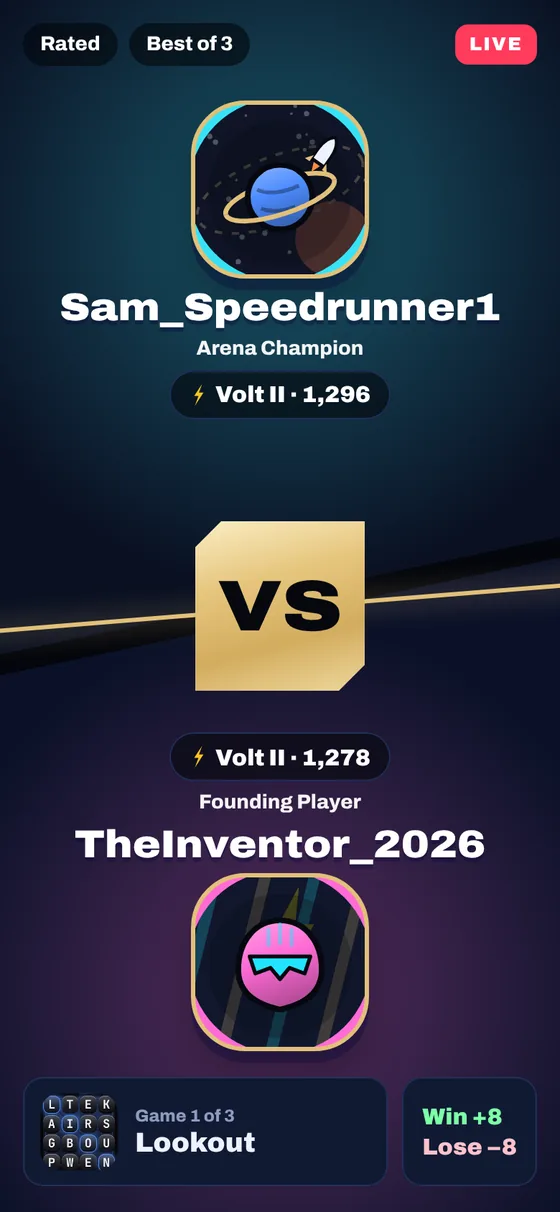 Rated
Best of 3
LIVE
Sam_Speedrunner1
Arena Champion
Volt II · 1,296
VS
Volt II · 1,278
Founding Player
TheInventor_2026
L T E K
A I R S
G B O U
P W E N
Game 1 of 3
Lookout
Win +8
Lose –8